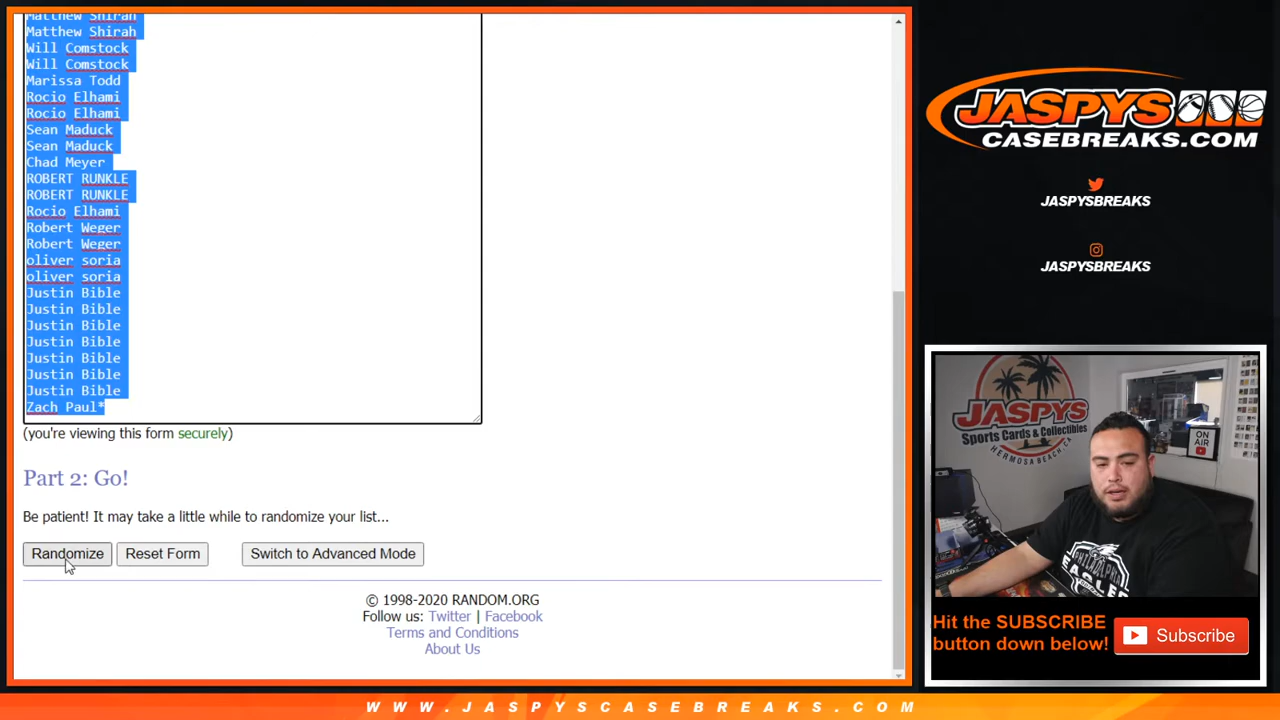 Matthew Shirah
Matthew Shirah
Will Comstock
Will Comstock
Marissa Todd
Rocio Elhami
Rocio Elhami
Sean Maduck
Sean Maduck
Chad Meyer
ROBERT RUNKLE
ROBERT RUNKLE
Rocio Elhami
Robert Weger
Robert Weger
oliver soria
oliver soria
Justin Bible
Justin Bible
Justin Bible
Justin Bible
Justin Bible
Justin Bible
Justin Bible
Zach Paul*
(you're viewing this form securely)
Part 2: Go!
Be patient! It may take a little while to randomize your list...
Randomize
Reset Form
Switch to Advanced Mode
© 1998-2020 RANDOM.ORG
Follow us: Twitter | Facebook
Terms and Conditions
About Us
JASPYS
CASEBREAKS.COM
JASPYSBREAKS
JASPYSBREAKS
JASPYS
Sports Cards & Collectibles
HERMOSA BEACH, CA
ON
AIR
PHILADELPHIA
EAGLES
Hit the SUBSCRIBE
button down below!
Subscribe
WWW.JASPYSCASEBREAKS.COM